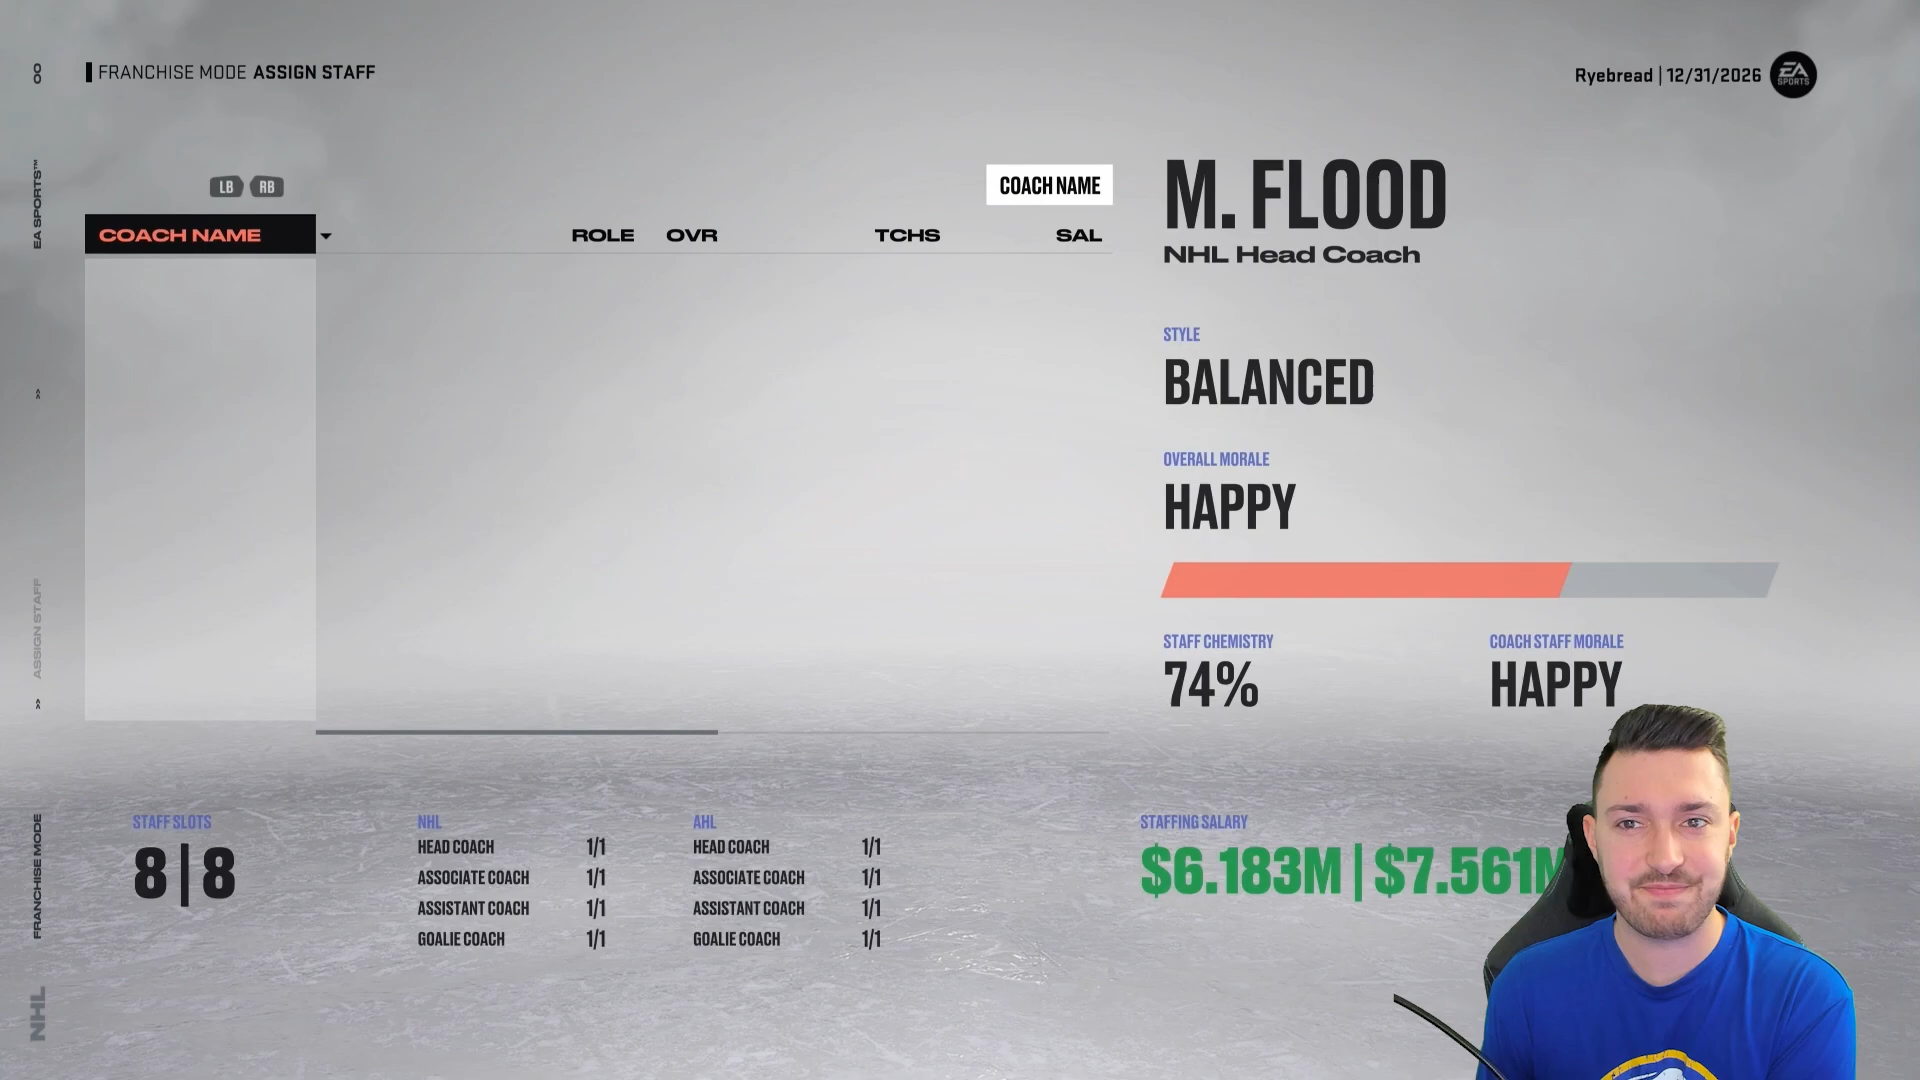 FRANCHISE MODE ASSIGN STAFF
Ryebread | 12/31/2026
EA SPORTS
EA SPORTS™
ASSIGN STAFF
FRANCHISE MODE
NHL
LB RB
COACH NAME
COACH NAME ROLE OVR TCHS SAL
M. FLOOD
NHL Head Coach
STYLE
BALANCED
OVERALL MORALE
HAPPY
STAFF CHEMISTRY COACH STAFF MORALE
74% HAPPY
STAFF SLOTS
8|8
NHL
HEAD COACH 1/1
ASSOCIATE COACH 1/1
ASSISTANT COACH 1/1
GOALIE COACH 1/1
AHL
HEAD COACH 1/1
ASSOCIATE COACH 1/1
ASSISTANT COACH 1/1
GOALIE COACH 1/1
STAFFING SALARY
$6.183M | $7.561M